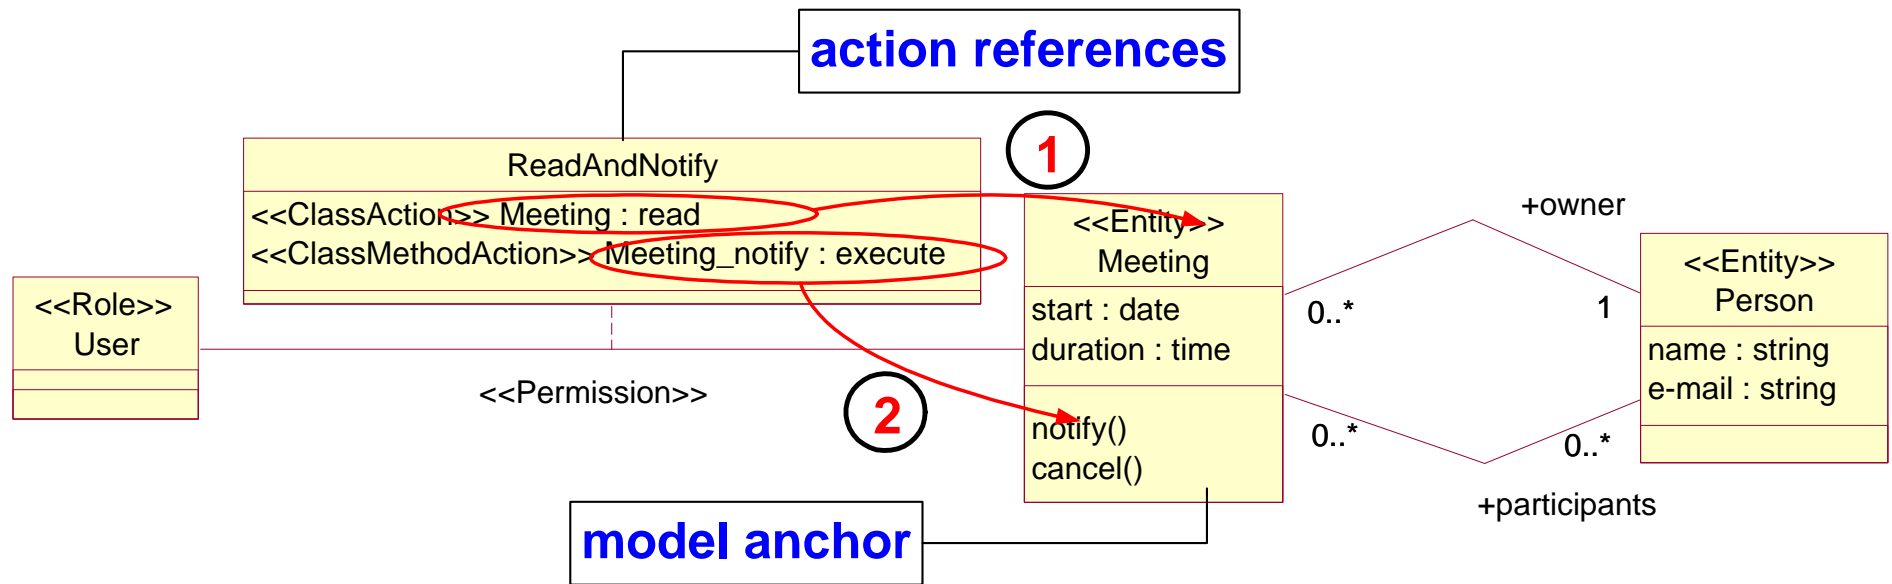 action references
1
ReadAndNotify
<<ClassAction>> Meeting : read
<<ClassMethodAction>> Meeting_notify : execute
<<Role>>
User
<<Permission>>
2
<<Entity>>
Meeting
start : date
duration : time
notify()
cancel()
+owner
0..*
1
0..*
0..*
+participants
<<Entity>>
Person
name : string
e-mail : string
model anchor